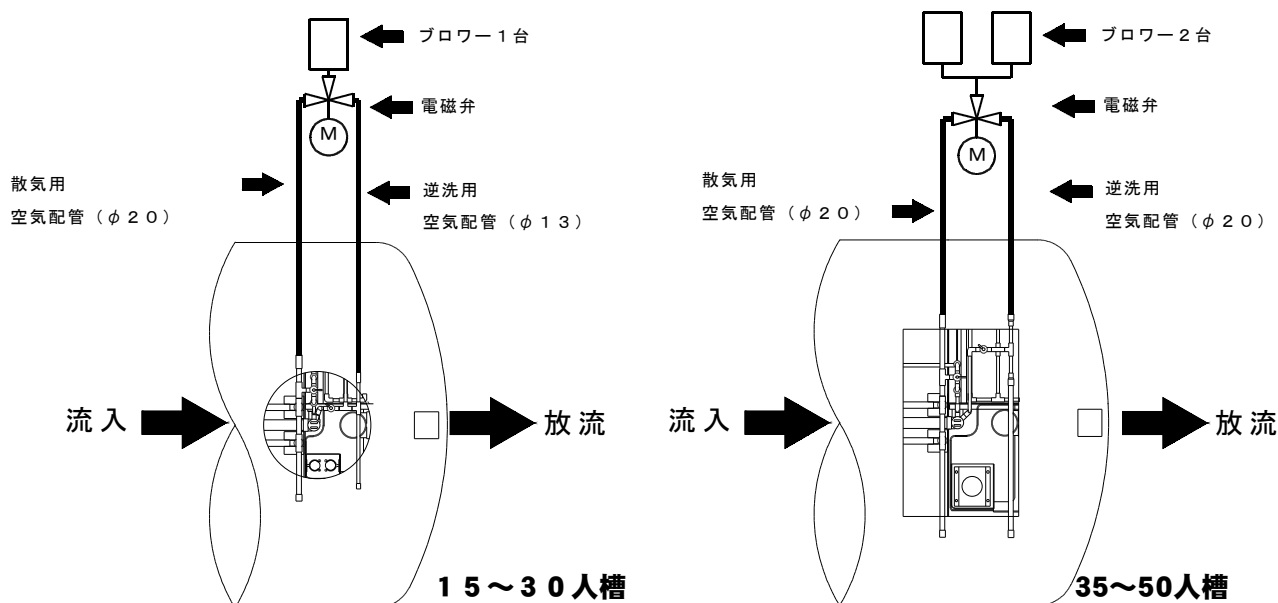 ブロワー１台
電磁弁
M
散気用
空気配管（φ２０）
逆洗用
空気配管（φ１３）
流入
放流
１５～３０人槽
ブロワー２台
電磁弁
M
散気用
空気配管（φ２０）
逆洗用
空気配管（φ２０）
流入
放流
35～50人槽